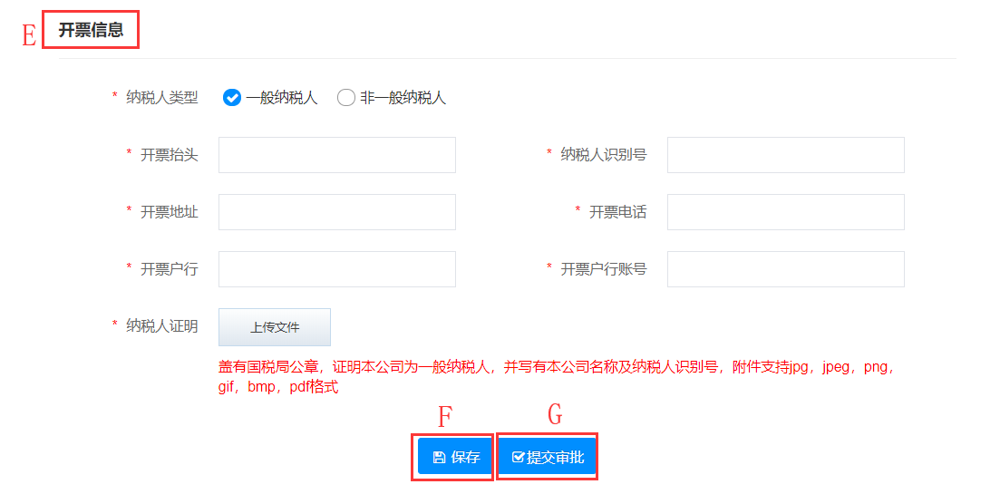 E 开票信息
* 纳税人类型 一般纳税人 非一般纳税人
* 开票抬头 * 纳税人识别号
* 开票地址 * 开票电话
* 开票户行 * 开票户行账号
* 纳税人证明 上传文件
盖有国税局公章，证明本公司为一般纳税人，并写有本公司名称及纳税人识别号，附件支持jpg，jpeg，png，
gif，bmp，pdf格式
F G
保存 提交审批